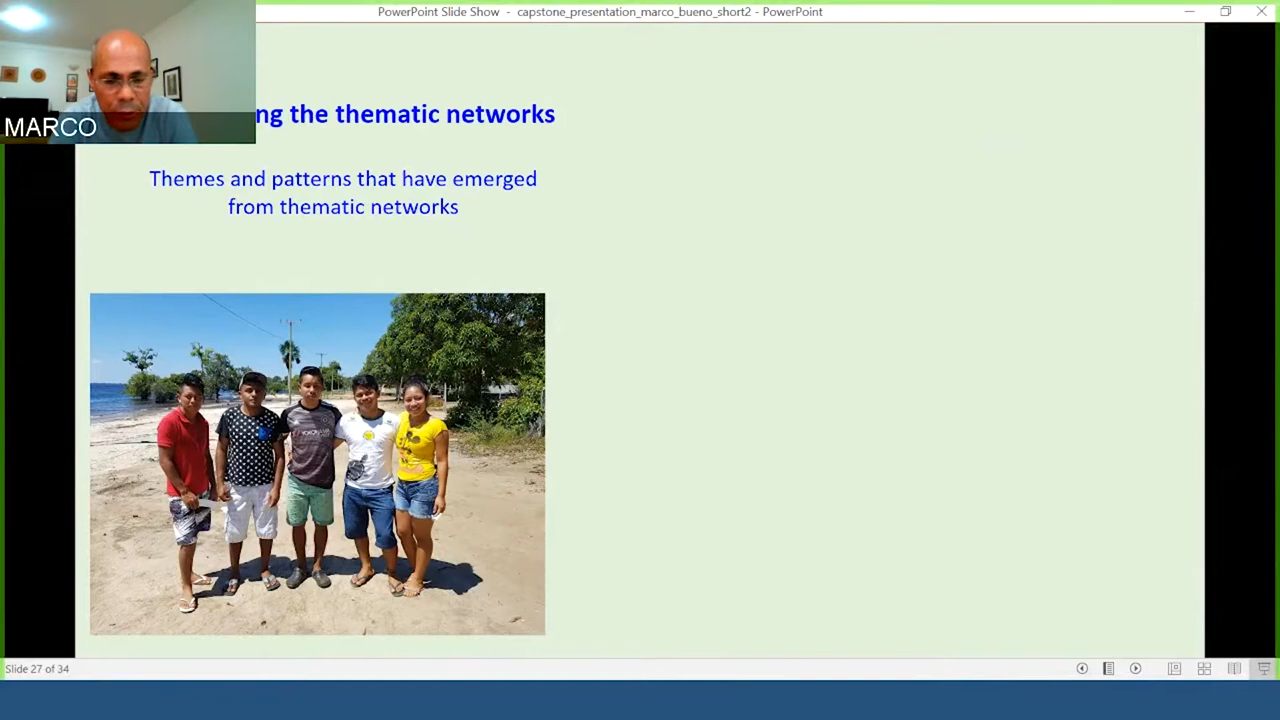 PowerPoint Slide Show - capstone_presentation_marco_bueno_short2 - PowerPoint
MARCO
ng the thematic networks
Themes and patterns that have emerged
from thematic networks
Slide 27 of 34